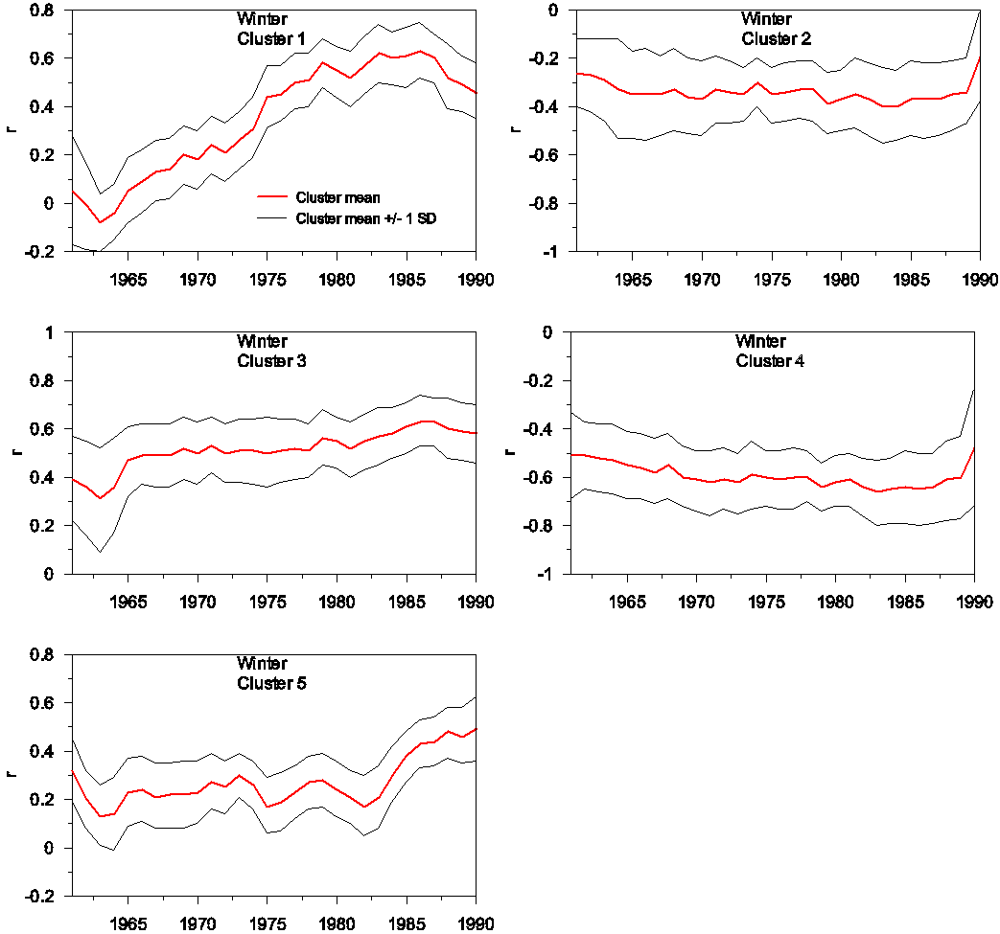 Winter
Cluster 1
0.8
0.6
0.4
0.2
0
-0.2
r
Cluster mean
Cluster mean +/- 1 SD
1965 1970 1975 1980 1985 1990
Winter
Cluster 2
0
-0.2
-0.4
-0.6
-0.8
-1
r
1965 1970 1975 1980 1985 1990
Winter
Cluster 3
1
0.8
0.6
0.4
0.2
0
r
1965 1970 1975 1980 1985 1990
Winter
Cluster 4
0
-0.2
-0.4
-0.6
-0.8
-1
r
1965 1970 1975 1980 1985 1990
Winter
Cluster 5
0.8
0.6
0.4
0.2
0
-0.2
r
1965 1970 1975 1980 1985 1990